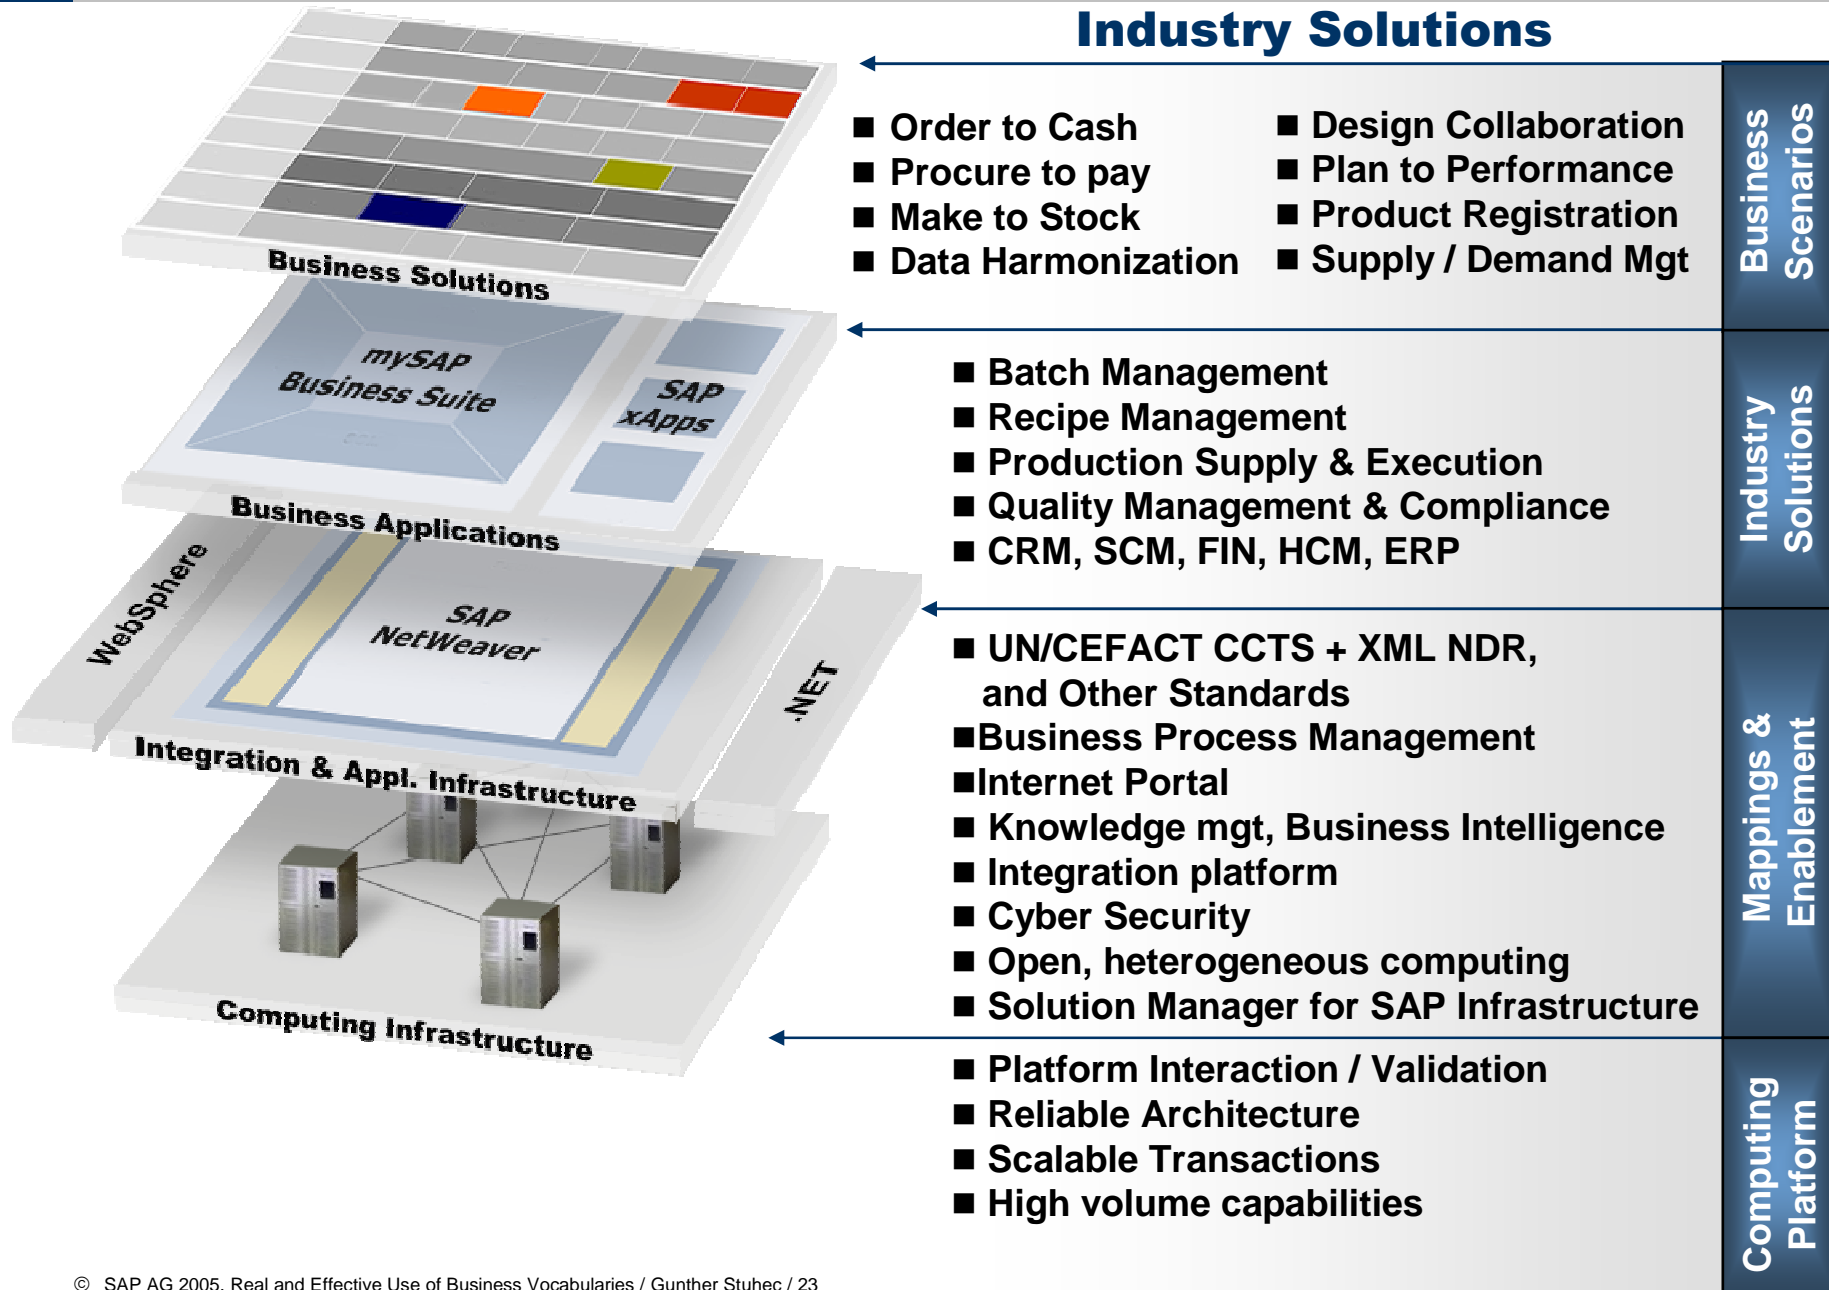 Industry Solutions
■ Order to Cash
■ Procure to pay
■ Make to Stock
■ Data Harmonization
■ Design Collaboration
■ Plan to Performance
■ Product Registration
■ Supply / Demand Mgt
Business
Scenarios
Business Solutions
mySAP
Business Suite
SAP
xApps
Business Applications
■ Batch Management
■ Recipe Management
■ Production Supply & Execution
■ Quality Management & Compliance
■ CRM, SCM, FIN, HCM, ERP
Industry
Solutions
WebSphere
SAP
NetWeaver
.NET
Integration & Appl. Infrastructure
■ UN/CEFACT CCTS + XML NDR,
and Other Standards
■Business Process Management
■Internet Portal
■ Knowledge mgt, Business Intelligence
■ Integration platform
■ Cyber Security
■ Open, heterogeneous computing
■ Solution Manager for SAP Infrastructure
Mappings &
Enablement
Computing Infrastructure
■ Platform Interaction / Validation
■ Reliable Architecture
■ Scalable Transactions
■ High volume capabilities
Computing
Platform
© SAP AG 2005, Real and Effective Use of Business Vocabularies / Gunther Stuhec / 23